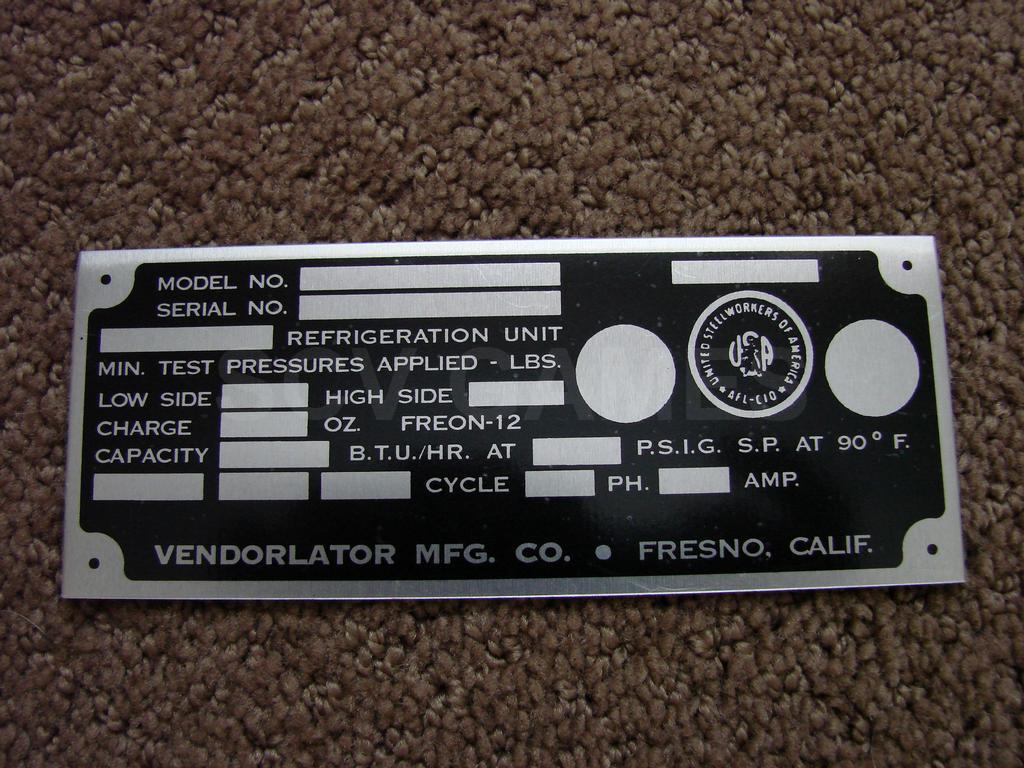 MODEL NO.
SERIAL NO.
REFRIGERATION UNIT
MIN. TEST PRESSURES APPLIED - LBS.
LOW SIDE HIGH SIDE
CHARGE OZ. FREON-12
CAPACITY B.T.U./HR. AT P.S.I.G. S.P. AT 90° F.
CYCLE PH. AMP.
UNITED STEELWORKERS OF AMERICA
USA
AFL-CIO
VENDORLATOR MFG. CO. • FRESNO, CALIF.
SCV GAMES